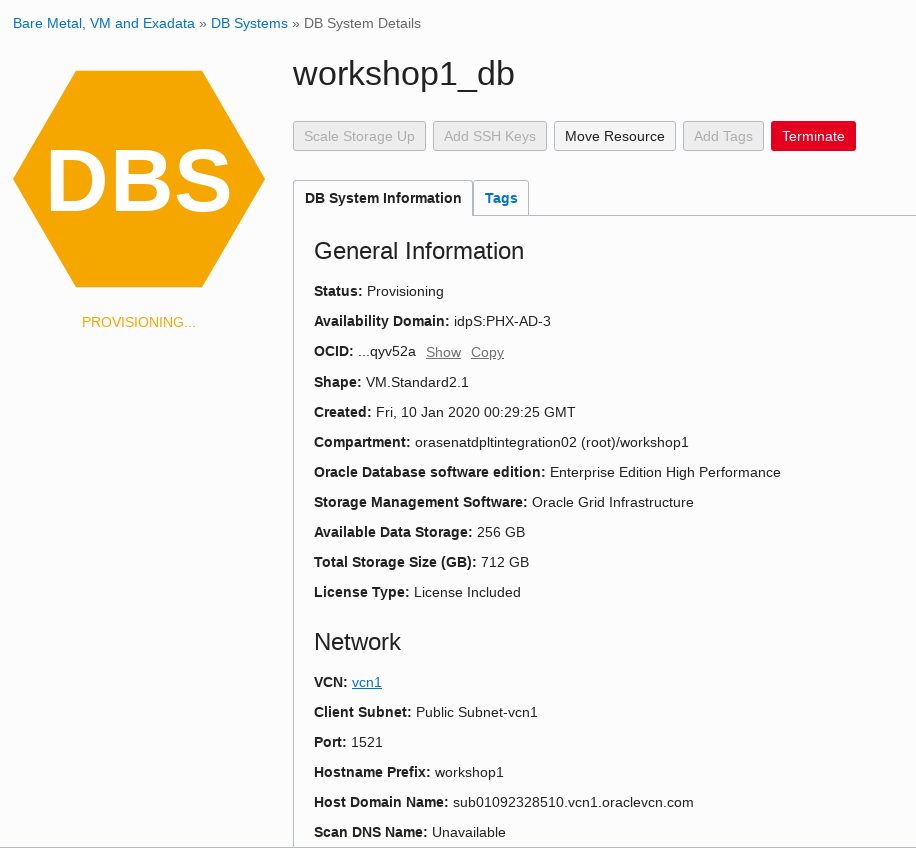 Bare Metal, VM and Exadata » DB Systems » DB System Details
DBS
PROVISIONING...
workshop1_db
Scale Storage Up Add SSH Keys Move Resource Add Tags Terminate
DB System Information Tags
General Information
Status: Provisioning
Availability Domain: idpS:PHX-AD-3
OCID: ...qyv52a Show Copy
Shape: VM.Standard2.1
Created: Fri, 10 Jan 2020 00:29:25 GMT
Compartment: orasenatdpltintegration02 (root)/workshop1
Oracle Database software edition: Enterprise Edition High Performance
Storage Management Software: Oracle Grid Infrastructure
Available Data Storage: 256 GB
Total Storage Size (GB): 712 GB
License Type: License Included
Network
VCN: vcn1
Client Subnet: Public Subnet-vcn1
Port: 1521
Hostname Prefix: workshop1
Host Domain Name: sub01092328510.vcn1.oraclevcn.com
Scan DNS Name: Unavailable